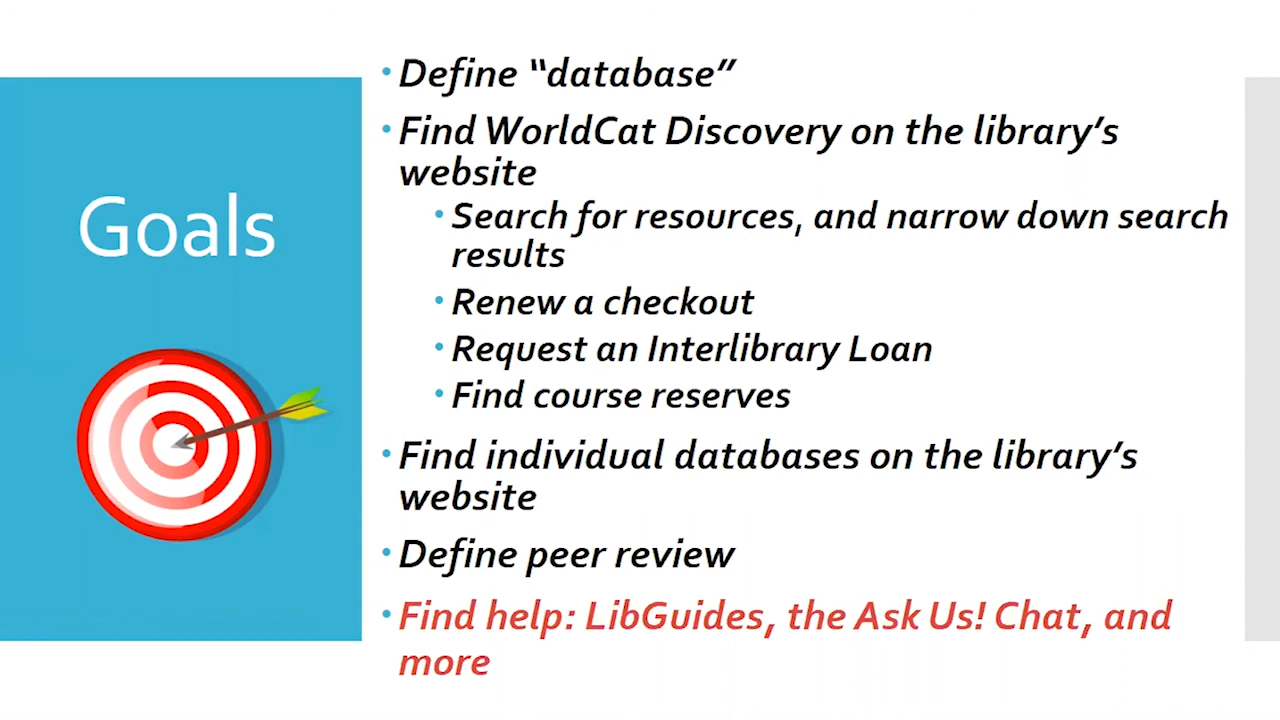 Goals
• Define “database”
• Find WorldCat Discovery on the library’s
website
• Search for resources, and narrow down search
results
• Renew a checkout
• Request an Interlibrary Loan
• Find course reserves
• Find individual databases on the library’s
website
• Define peer review
• Find help: LibGuides, the Ask Us! Chat, and
more